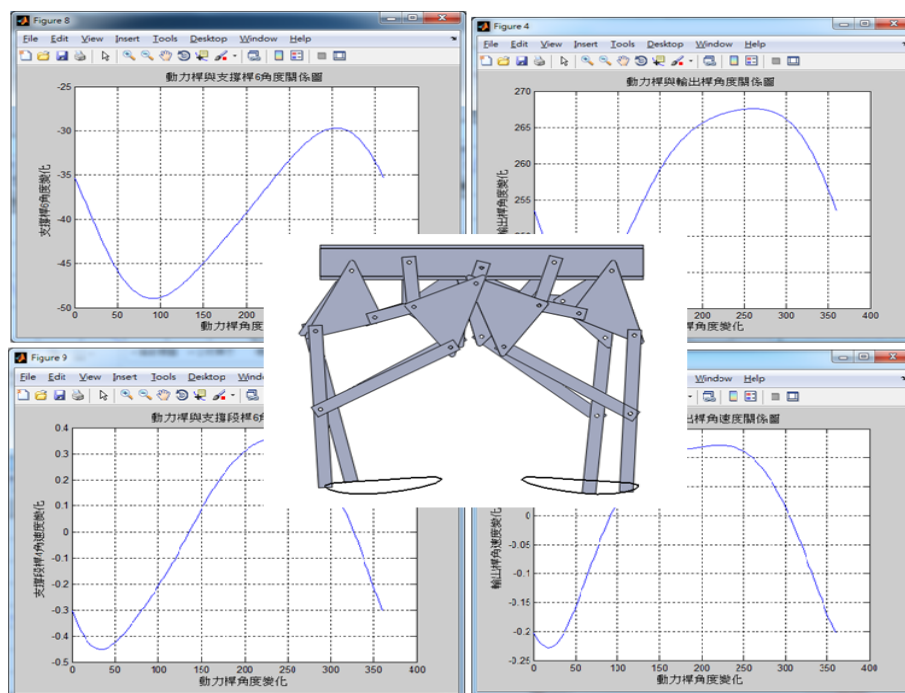 Figure 8
File Edit View Insert Tools Desktop Window Help
動力桿與支撐桿6角度關係圖
支撐桿6角度變化
-25
-30
-35
-40
-45
-50
0 50 100 150 200
動力桿角度
Figure 4
File Edit View Insert Tools Desktop Window Help
動力桿與輸出桿角度關係圖
輸出桿角度變化
270
265
260
255
200 250 300 350 400
動力桿角度變化
Figure 9
File Edit View Insert Tools Desktop
動力桿與支撐段桿6
支撐段桿4角速度變化
0.4
0.3
0.2
0.1
0
-0.1
-0.2
-0.3
-0.4
-0.5
0 50 100 150 200 250 300 350 400
動力桿角度變化
Window Help
出桿角速度關係圖
輸出桿角速度變化
0
-0.05
-0.1
-0.15
-0.2
-0.25
0 50 100 150 200 250 300 350 400
動力桿角度變化